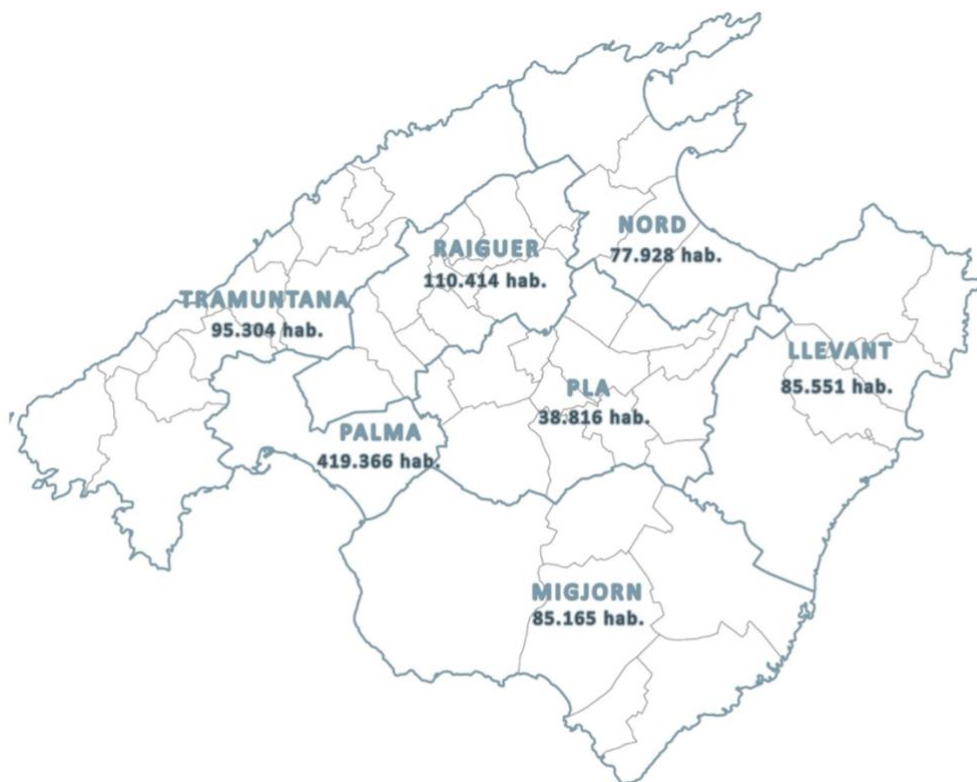 NORD
77.928 hab.
RAIGUER
110.414 hab.
TRAMUNTANA
95.304 hab.
LLEVANT
85.551 hab.
PLA
38.816 hab.
PALMA
419.366 hab.
MIGJORN
85.165 hab.